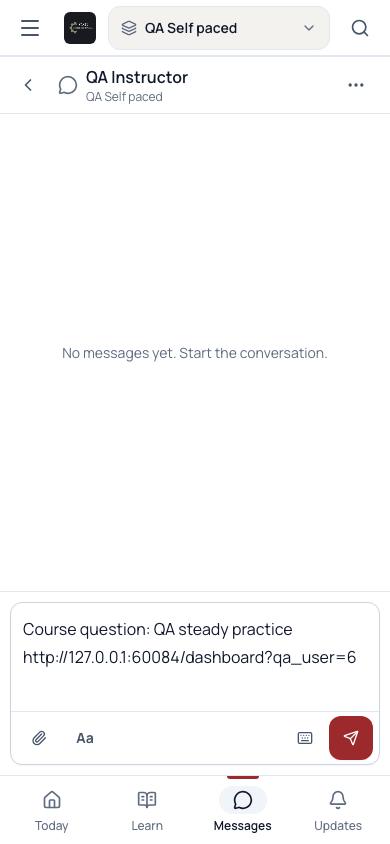 QA Self paced
QA Instructor
QA Self paced
No messages yet. Start the conversation.
Course question: QA steady practice
http://127.0.0.1:60084/dashboard?qa_user=6
Aa
Today
Learn
Messages
Updates